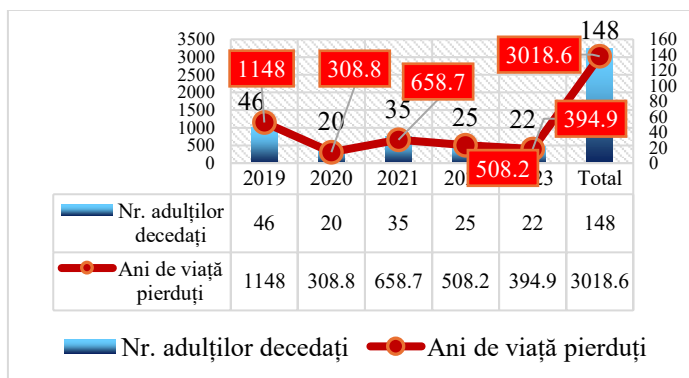 148
3500 160
3000 140
2500 120
2000 100
1500 80
1000 60
500 40
0 20
0
1148 308.8 658.7 508.2 394.9 3018.6
46 20 35 25 22
2019 2020 2021 23 Total
Nr. adulților decedați 46 20 35 25 22 148
Ani de viață pierduți 1148 308.8 658.7 508.2 394.9 3018.6
Nr. adulților decedați Ani de viață pierduți